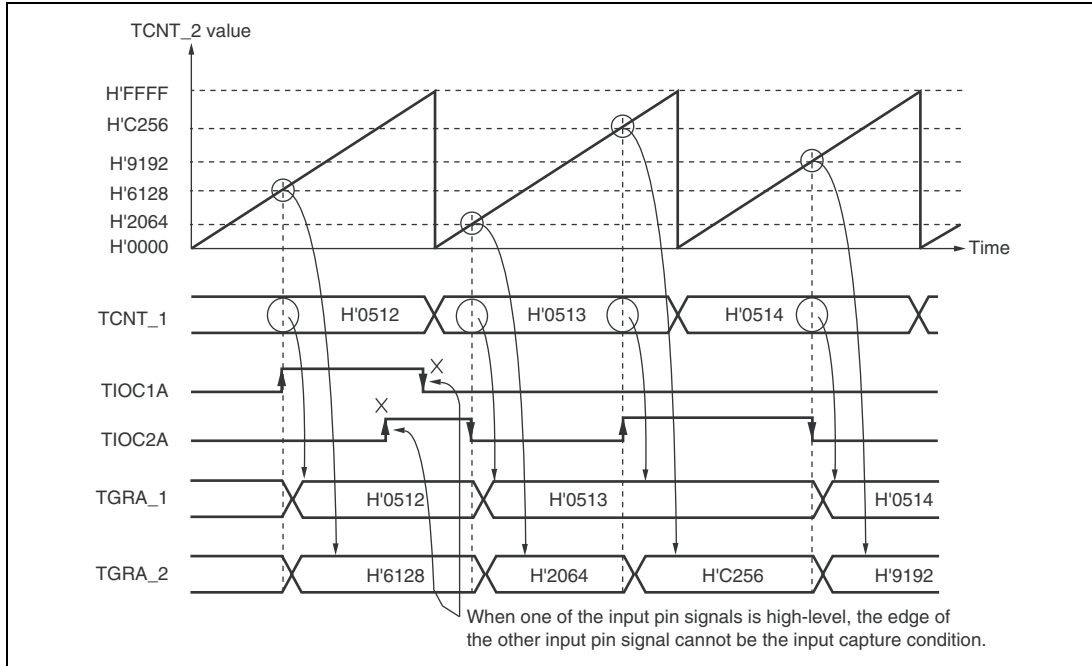 TCNT_2 value
H'FFFF
H'C256
H'9192
H'6128
H'2064
H'0000
Time
TCNT_1 H'0512 H'0513 H'0514
TIOC1A X
TIOC2A X
TGRA_1 H'0512 H'0513 H'0514
TGRA_2 H'6128 H'2064 H'C256 H'9192
When one of the input pin signals is high-level, the edge of
the other input pin signal cannot be the input capture condition.